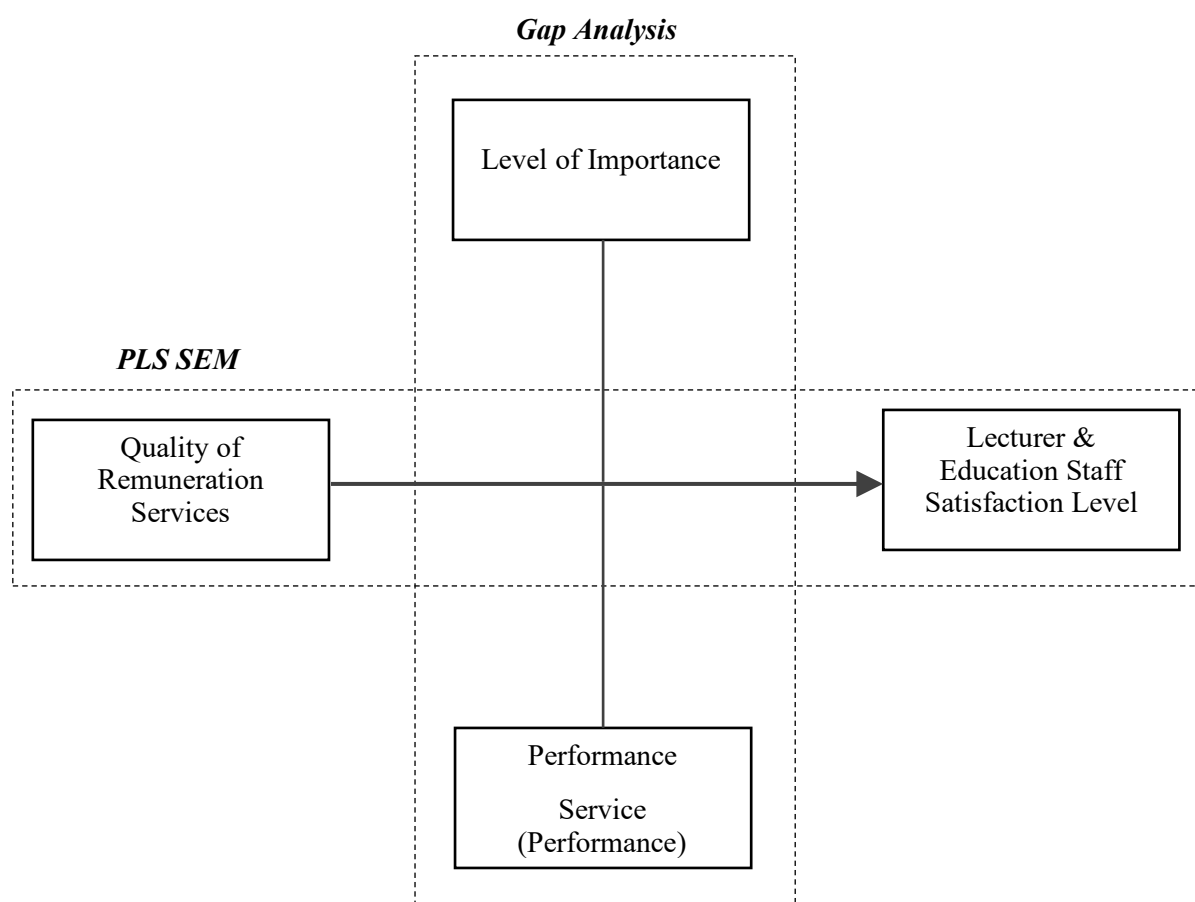 Gap Analysis
Level of Importance
PLS SEM
Quality of
Remuneration
Services
Lecturer &
Education Staff
Satisfaction Level
Performance
Service
(Performance)